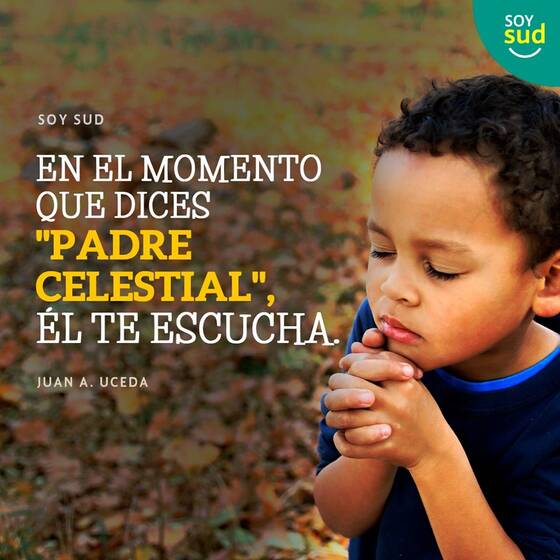 SOY
sud
SOY SUD
EN EL MOMENTO
QUE DICES
"PADRE
CELESTIAL",
ÉL TE ESCUCHA.
JUAN A. UCEDA